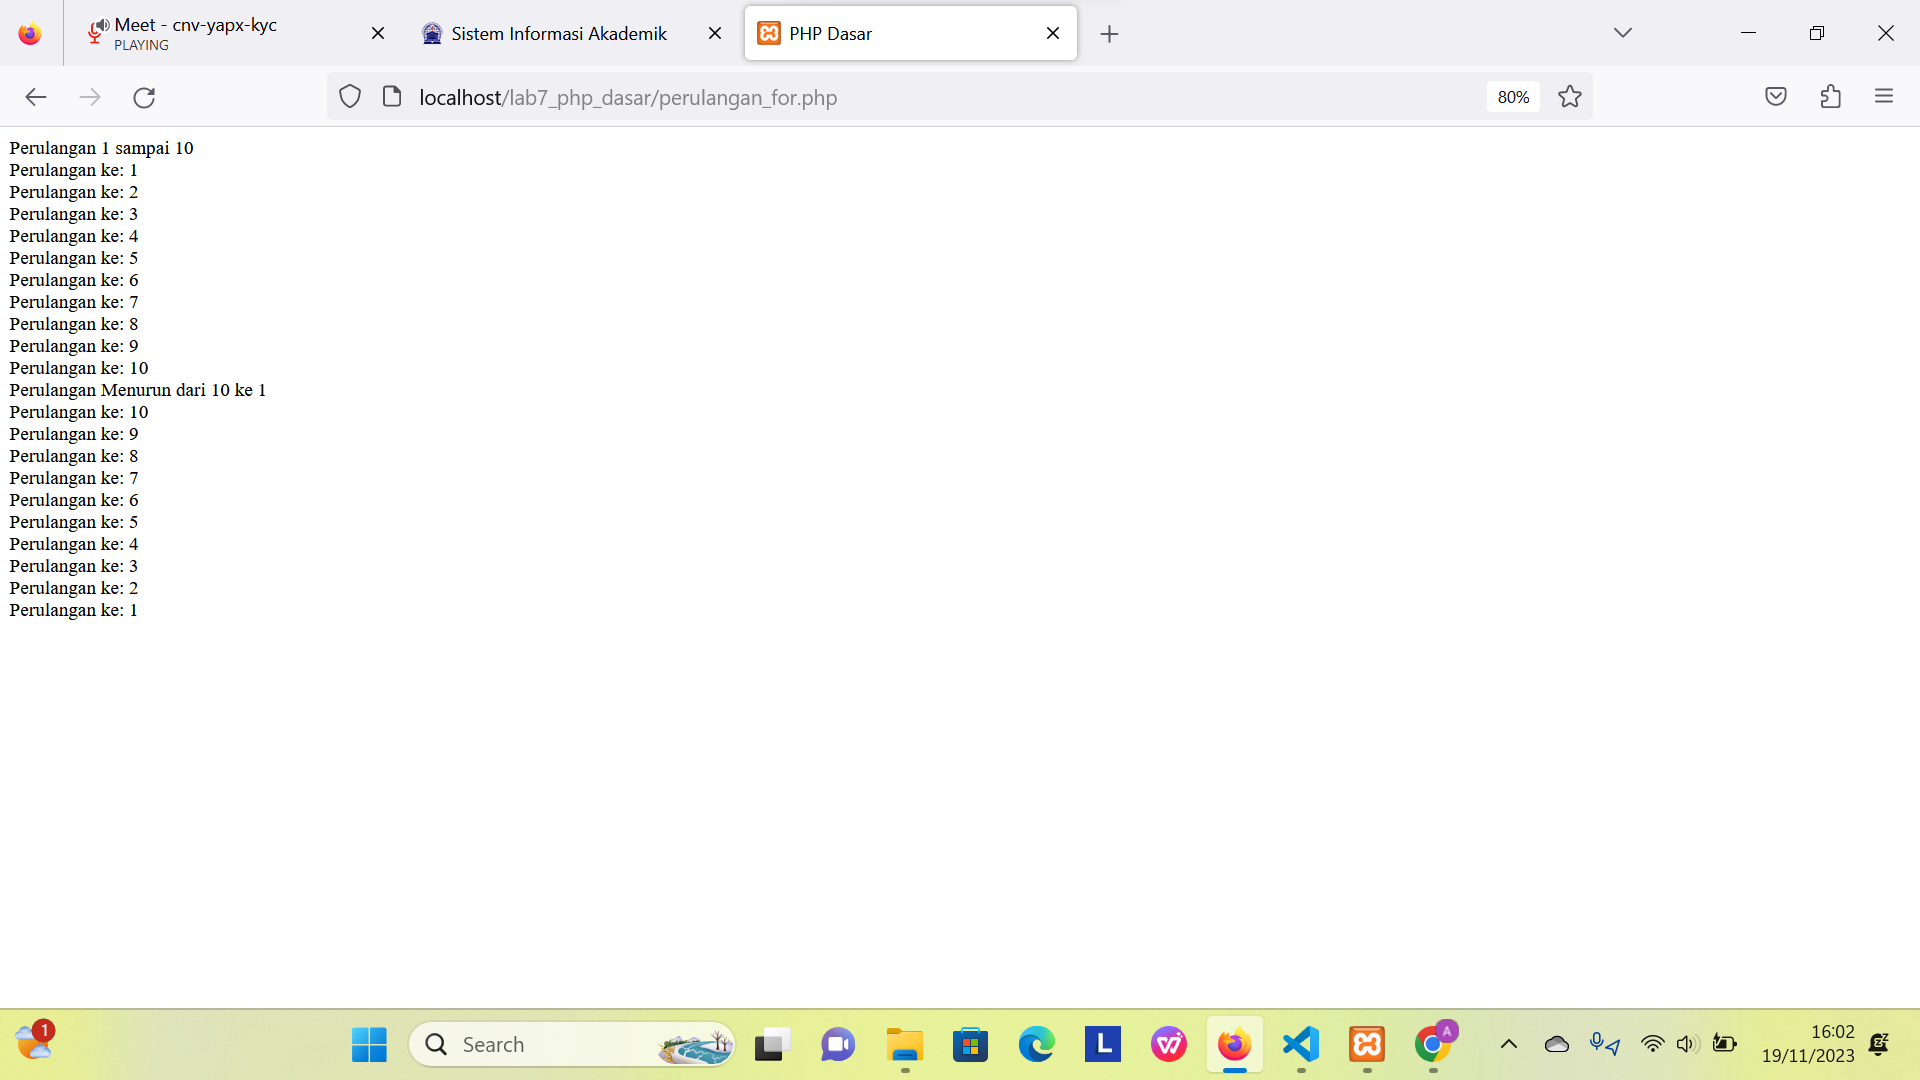 Meet - cnv-yapx-kyc
PLAYING
Sistem Informasi Akademik
PHP Dasar
localhost/lab7_php_dasar/perulangan_for.php
80%
Perulangan 1 sampai 10
Perulangan ke: 1
Perulangan ke: 2
Perulangan ke: 3
Perulangan ke: 4
Perulangan ke: 5
Perulangan ke: 6
Perulangan ke: 7
Perulangan ke: 8
Perulangan ke: 9
Perulangan ke: 10
Perulangan Menurun dari 10 ke 1
Perulangan ke: 10
Perulangan ke: 9
Perulangan ke: 8
Perulangan ke: 7
Perulangan ke: 6
Perulangan ke: 5
Perulangan ke: 4
Perulangan ke: 3
Perulangan ke: 2
Perulangan ke: 1
1
Search
L
A
16:02
19/11/2023